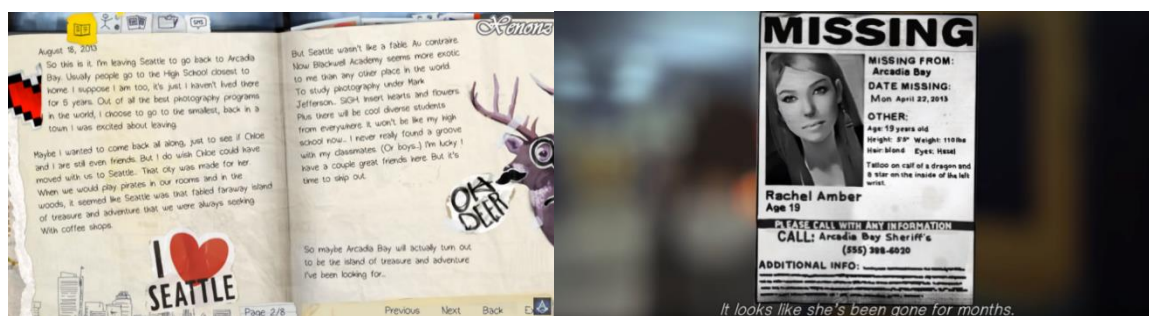 August 18, 2013
So this is it. I'm leaving Seattle to go back to Arcadia
Bay. Usually people go to the High School closest to
home I suppose I am too, it's just I haven't lived there
for 5 years. Out of all the best photography programs
in the world, I choose to go to the smallest, back in a
town I was excited about leaving.
Maybe I wanted to come back all along, just to see if Chloe
and I are still even friends. But I do wish Chloe could have
moved with us to Seattle. That city was made for her.
When we would play pirates in our rooms and in the
woods, it seemed like Seattle was that fabled faraway island
of treasure and adventure that we were always seeking.
With coffee shops.
I
SEATTLE
Page 2/8
Xenonz
But Seattle wasn't like a fable. Au contraire.
Now Blackwell Academy seems more exotic
to me than any other place in the world.
To study photography under Mark
Jefferson. SIGH. Insert hearts and flowers
Plus there will be cool diverse students
from everywhere it won't be like my high
school now... I never really found a groove
with my classmates. (Or boys...) I'm lucky I
have a couple great friends here. But it's
time to ship out.
OH
DEER
So maybe Arcadia Bay will actually turn out
to be the island of treasure and adventure
I've been looking for...
Previous Next Back
MISSING
MISSING FROM:
Arcadia Bay
DATE MISSING:
Mon April 22, 2013
OTHER:
Age: 19 years old
Height: 5'5" Weight: 110 lbs
Hair: blond Eyes: Hazel
Tattoo on calf of a dragon and
a star on the inside of the left
wrist.
Rachel Amber
Age 19
PLEASE CALL WITH ANY INFORMATION
CALL: Arcadia Bay Sheriff's
(555) 388-6020
ADDITIONAL INFO:
It looks like she's been gone for months.